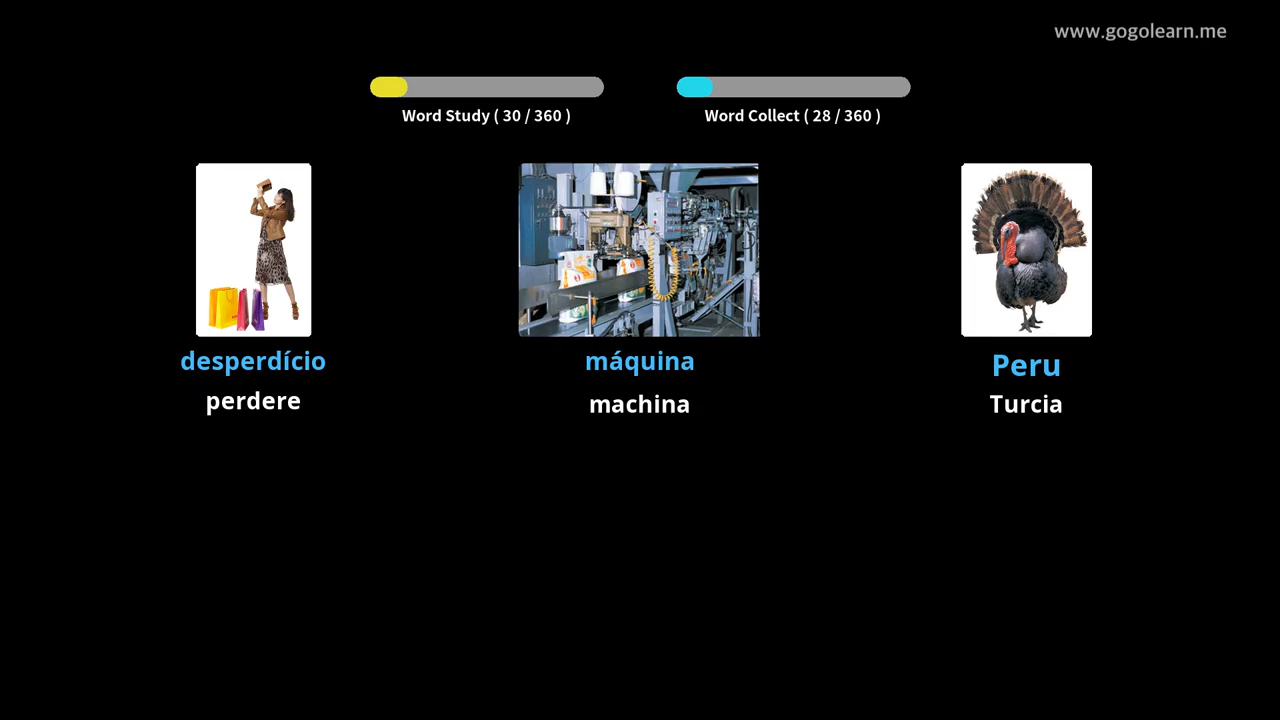 www.gogolearn.me
Word Study ( 30 / 360 )
Word Collect ( 28 / 360 )
desperdício
máquina
Peru
perdere
machina
Turcia